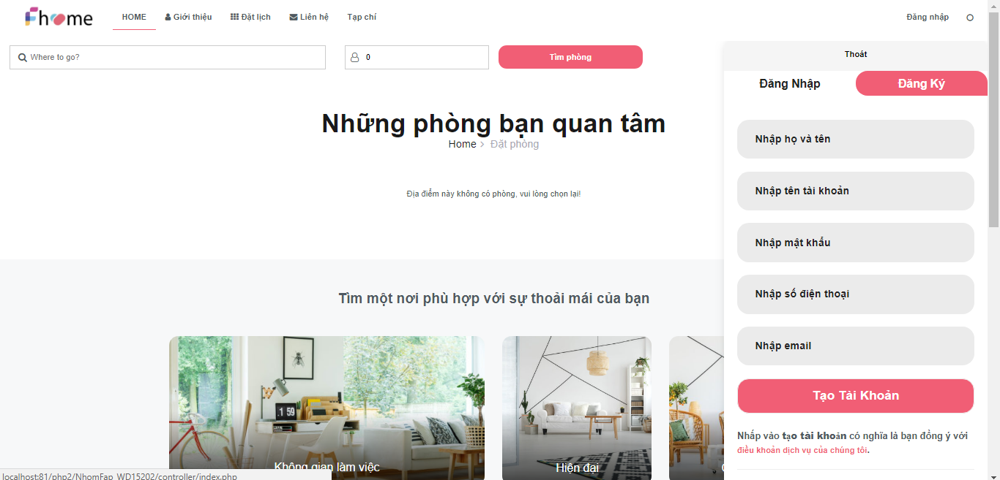 Fhome
HOME
Giới thiệu
Đặt lịch
Liên hệ
Tạp chí
Đăng nhập
Where to go?
0
Tìm phòng
Những phòng bạn quan tâm
Home
Đặt phòng
Địa điểm này không có phòng, vui lòng chọn lại!
Tìm một nơi phù hợp với sự thoải mái của bạn
1 59
Không gian làm việc
Hiện đại
Thoát
Đăng Nhập
Đăng Ký
Nhập họ và tên
Nhập tên tài khoản
Nhập mật khẩu
Nhập số điện thoại
Nhập email
Tạo Tài Khoản
Nhấp vào tạo tài khoản có nghĩa là bạn đồng ý với
điều khoản dịch vụ của chúng tôi.
localhost:81/php2/NhomFap_WD15202/controller/index.php